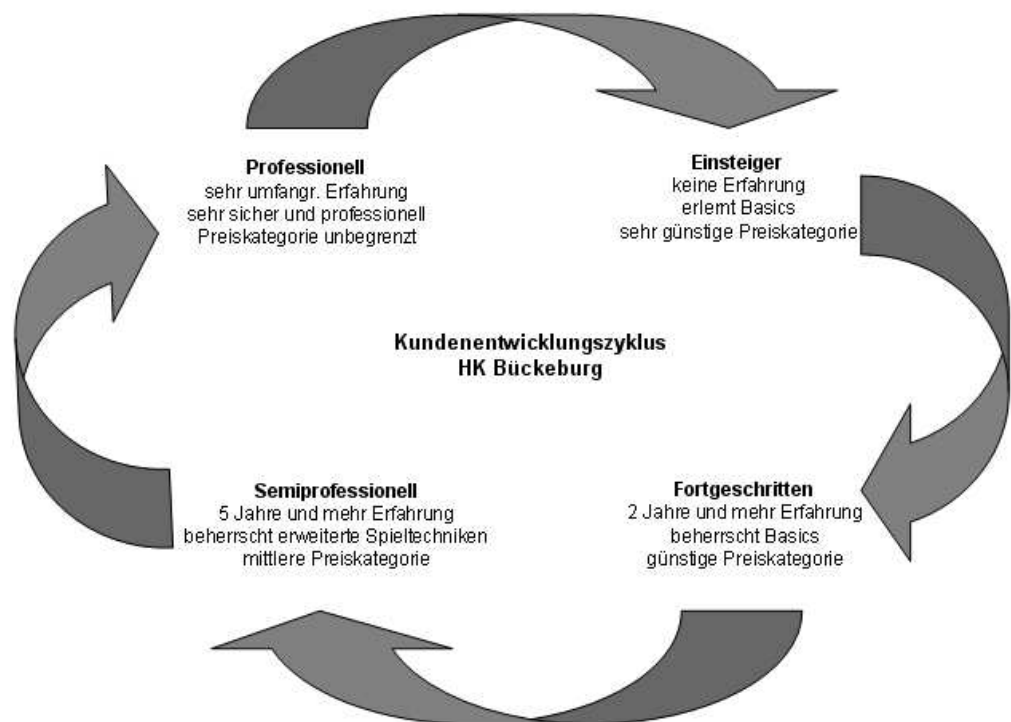 Professionell
sehr umfangr. Erfahrung
sehr sicher und professionell
Preiskategorie unbegrenzt
Einsteiger
keine Erfahrung
erlernt Basics
sehr günstige Preiskategorie
Kundenentwicklungszyklus
HK Bückeburg
Semiprofessionell
5 Jahre und mehr Erfahrung
beherrscht erweiterte Spieltechniken
mittlere Preiskategorie
Fortgeschritten
2 Jahre und mehr Erfahrung
beherrscht Basics
günstige Preiskategorie